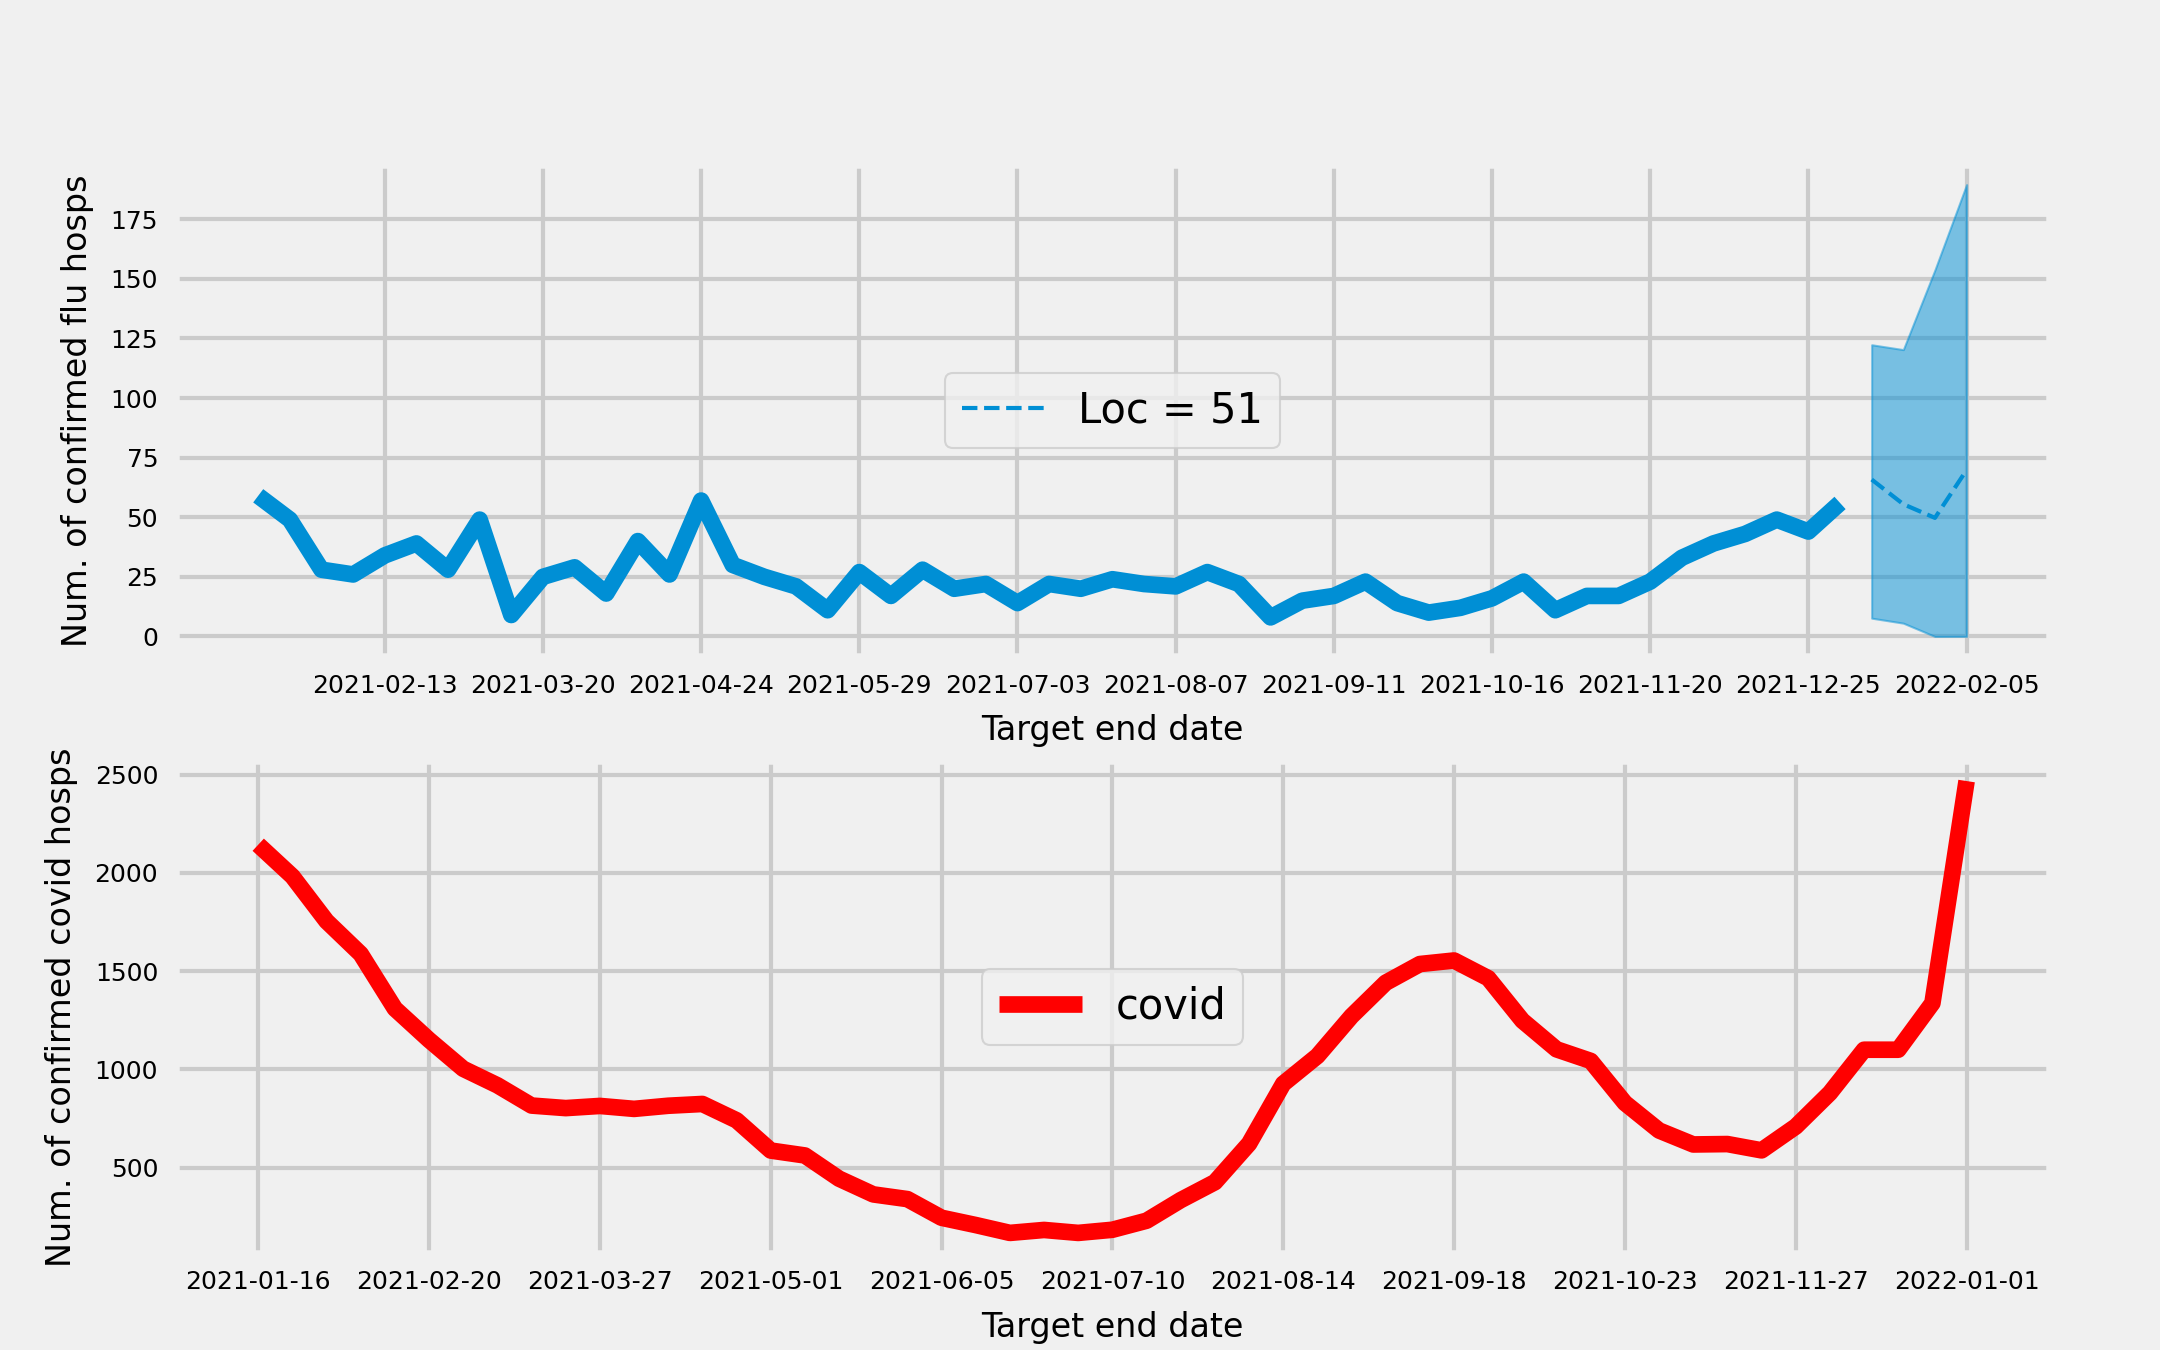 Num. of confirmed flu hosps
175
150
125
100
75
50
25
0
Loc = 51
2021-02-13 2021-03-20 2021-04-24 2021-05-29 2021-07-03 2021-08-07 2021-09-11 2021-10-16 2021-11-20 2021-12-25 2022-02-05
Target end date
Num. of confirmed covid hosps
2500
2000
1500
1000
500
covid
2021-01-16 2021-02-20 2021-03-27 2021-05-01 2021-06-05 2021-07-10 2021-08-14 2021-09-18 2021-10-23 2021-11-27 2022-01-01
Target end date